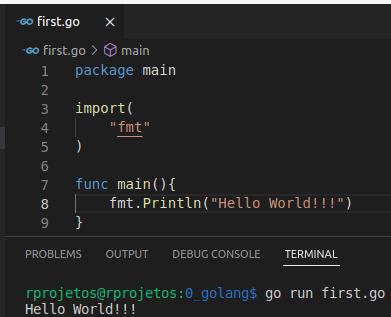 first.go ×
first.go > main
1 package main
2
3 import(
4 "fmt"
5 )
6
7 func main(){
8 fmt.Println("Hello World!!!")
9 }
PROBLEMS OUTPUT DEBUG CONSOLE TERMINAL
rprojetos@rprojetos:0_golang$ go run first.go
Hello World!!!